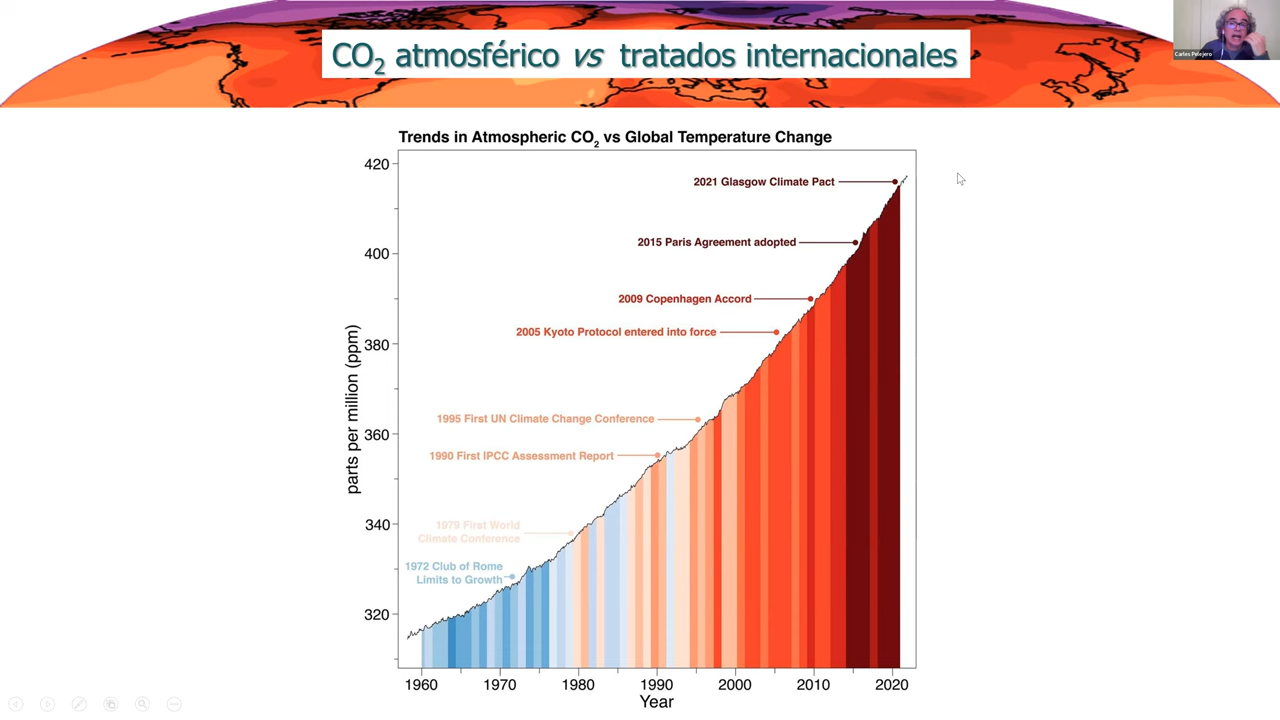 CO2 atmosférico vs tratados internacionales
Carles Pelejero
Trends in Atmospheric CO2 vs Global Temperature Change
420
400
380
360
340
320
parts per million (ppm)
2021 Glasgow Climate Pact
2015 Paris Agreement adopted
2009 Copenhagen Accord
2005 Kyoto Protocol entered into force
1995 First UN Climate Change Conference
1990 First IPCC Assessment Report
1979 First World
Climate Conference
1972 Club of Rome
Limits to Growth
1960 1970 1980 1990 2000 2010 2020
Year